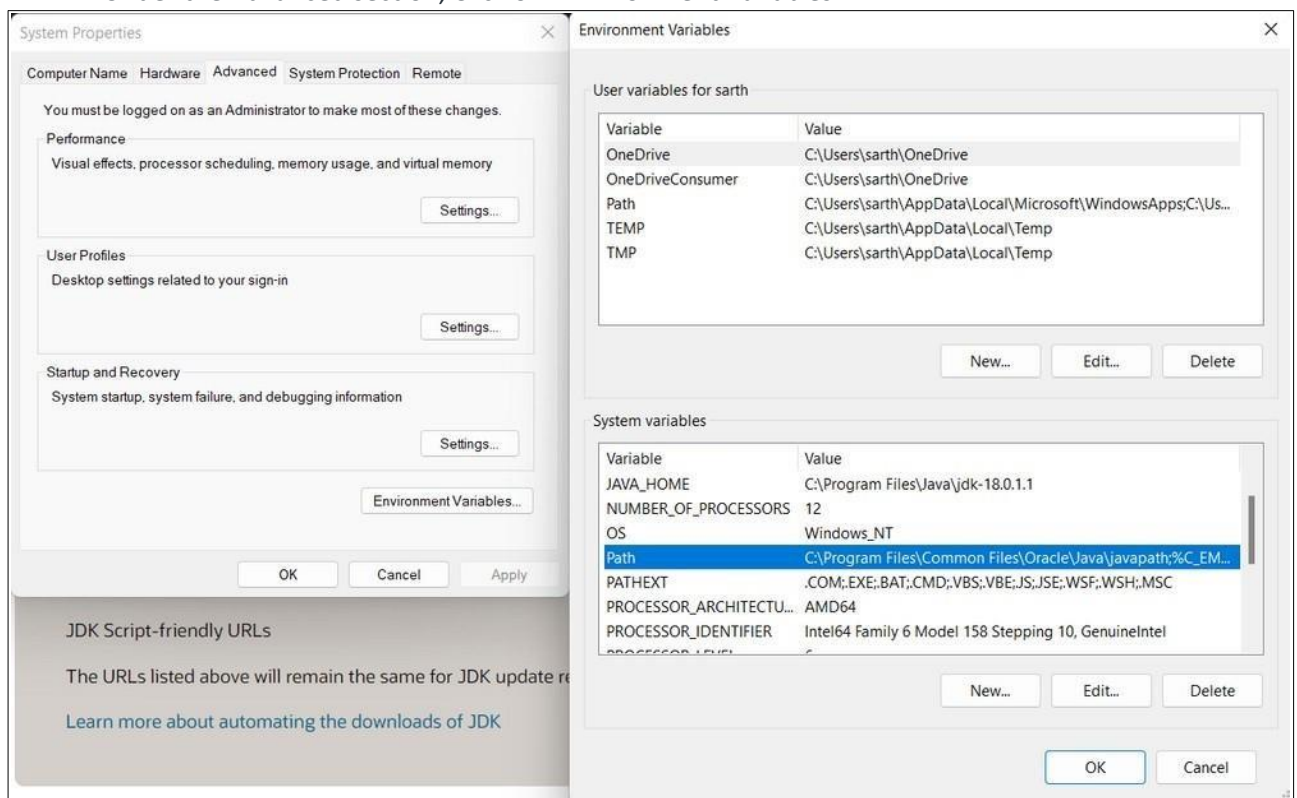 System Properties
Computer Name Hardware Advanced System Protection Remote
You must be logged on as an Administrator to make most of these changes.
Performance
Visual effects, processor scheduling, memory usage, and virtual memory
Settings...
User Profiles
Desktop settings related to your sign-in
Settings...
Startup and Recovery
System startup, system failure, and debugging information
Settings...
Environment Variables...
OK Cancel Apply
JDK Script-friendly URLs
The URLs listed above will remain the same for JDK update re
Learn more about automating the downloads of JDK
Environment Variables
User variables for sarth
Variable Value
OneDrive C:\Users\sarth\OneDrive
OneDriveConsumer C:\Users\sarth\OneDrive
Path C:\Users\sarth\AppData\Local\Microsoft\WindowsApps;C:\Us...
TEMP C:\Users\sarth\AppData\Local\Temp
TMP C:\Users\sarth\AppData\Local\Temp
New... Edit... Delete
System variables
Variable Value
JAVA_HOME C:\Program Files\Java\jdk-18.0.1.1
NUMBER_OF_PROCESSORS 12
OS Windows_NT
Path C:\Program Files\Common Files\Oracle\Java\javapath;%C_EM...
PATHEXT .COM;.EXE;.BAT;.CMD;.VBS;.VBE;.JS;.JSE;.WSF;.WSH;.MSC
PROCESSOR_ARCHITECTU... AMD64
PROCESSOR_IDENTIFIER Intel64 Family 6 Model 158 Stepping 10, GenuineIntel
New... Edit... Delete
OK Cancel